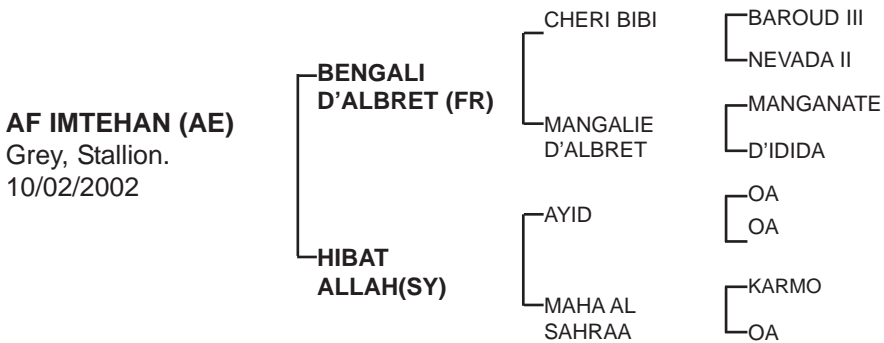 AF IMTEHAN (AE)
Grey, Stallion.
10/02/2002
BENGALI
D'ALBRET (FR)
HIBAT
ALLAH(SY)
CHERI BIBI
MANGALIE
D'ALBRET
AYID
MAHA AL
SAHRAA
BAROUD III
NEVADA II
MANGANATE
D'IDIDA
OA
OA
KARMO
OA